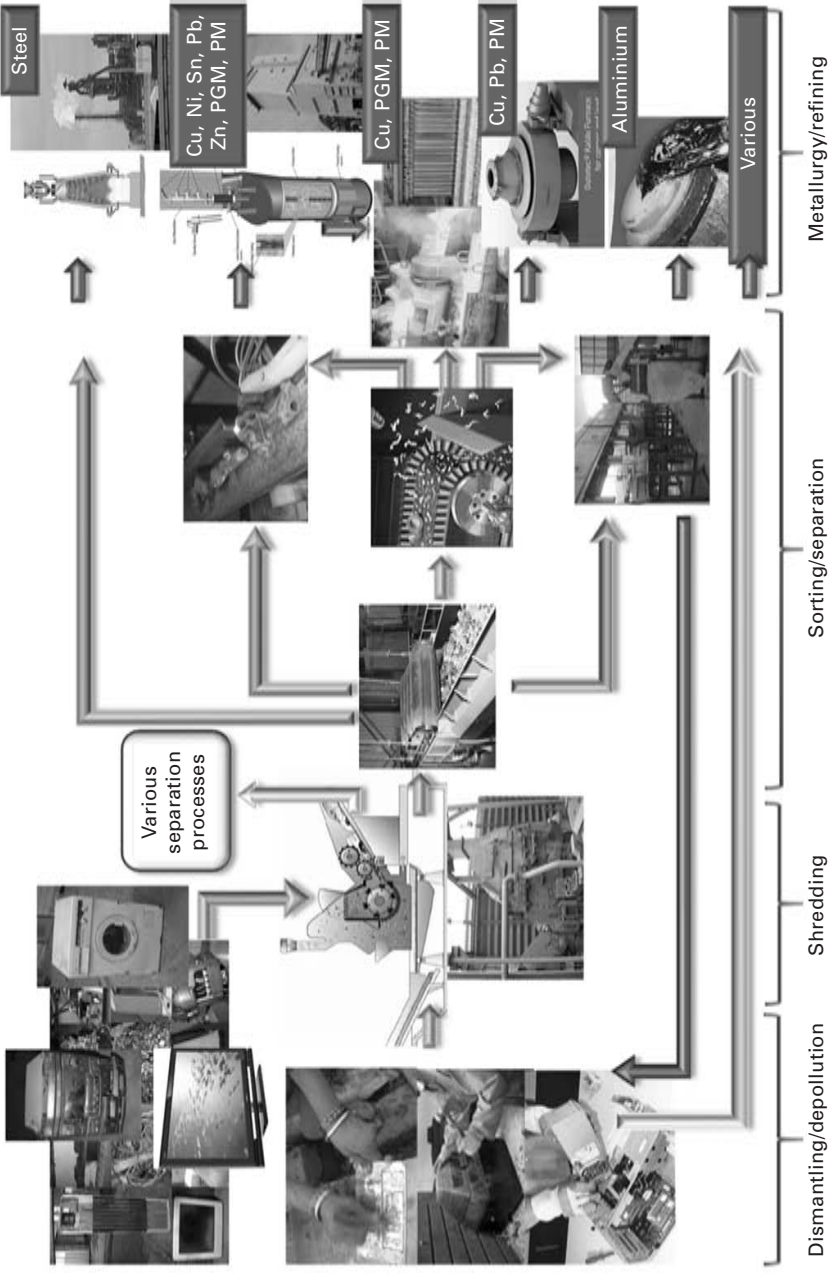 Steel
Cu, Ni, Sn, Pb,
Zn, PGM, PM
Cu, PGM, PM
Cu, Pb, PM
Aluminium
Various
Various
separation
processes
Dismantling/depollution
Shredding
Sorting/separation
Metallurgy/refining